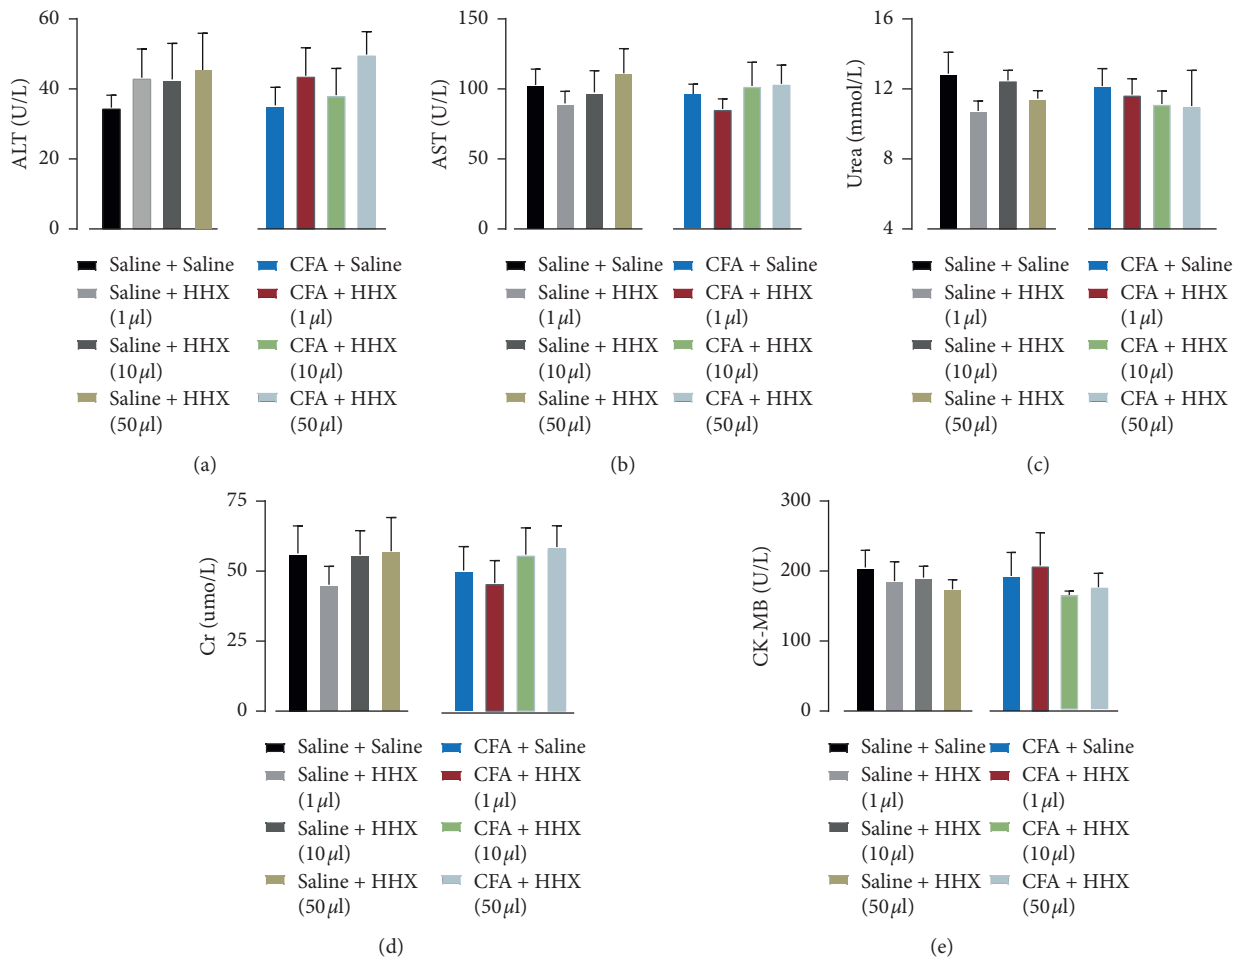 60
40
20
0
ALT (U/L)
Saline + Saline
Saline + HHX
(1 μl)
Saline + HHX
(10 μl)
Saline + HHX
(50 μl)
CFA + Saline
CFA + HHX
(1 μl)
CFA + HHX
(10 μl)
CFA + HHX
(50 μl)
(a)
150
100
50
0
AST (U/L)
Saline + Saline
Saline + HHX
(1 μl)
Saline + HHX
(10 μl)
Saline + HHX
(50 μl)
CFA + Saline
CFA + HHX
(1 μl)
CFA + HHX
(10 μl)
CFA + HHX
(50 μl)
(b)
16
12
8
4
Urea (mmol/L)
Saline + Saline
Saline + HHX
(1 μl)
Saline + HHX
(10 μl)
Saline + HHX
(50 μl)
CFA + Saline
CFA + HHX
(1 μl)
CFA + HHX
(10 μl)
CFA + HHX
(50 μl)
(c)
75
50
25
0
Cr (umo/L)
Saline + Saline
Saline + HHX
(1 μl)
Saline + HHX
(10 μl)
Saline + HHX
(50 μl)
CFA + Saline
CFA + HHX
(1 μl)
CFA + HHX
(10 μl)
CFA + HHX
(50 μl)
(d)
300
200
100
0
CK-MB (U/L)
Saline + Saline
Saline + HHX
(1 μl)
Saline + HHX
(10 μl)
Saline + HHX
(50 μl)
CFA + Saline
CFA + HHX
(1 μl)
CFA + HHX
(10 μl)
CFA + HHX
(50 μl)
(e)